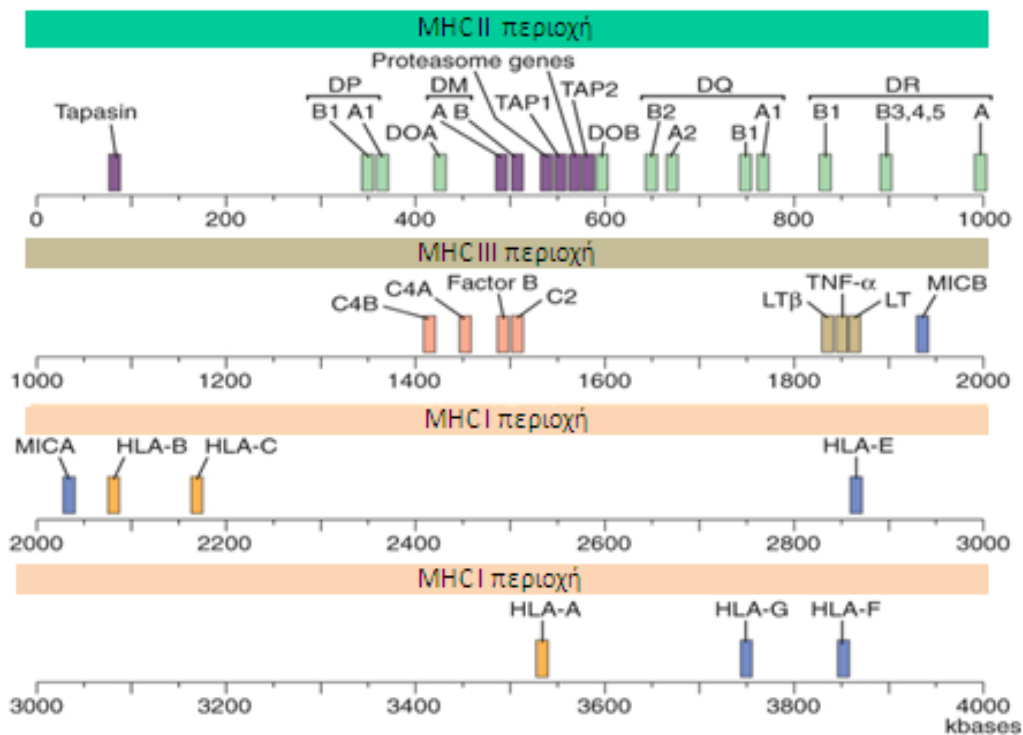 MHC II περιοχή
Proteasome genes
DP DM TAP2 DQ DR
Tapasin B1 A1 A B TAP1 B2 A1 B1 B3,4,5 A
DOA DOB A2 B1
0 200 400 600 800 1000
MHC III περιοχή
C4B C4A Factor B C2 LTβ TNF-α LT MICB
1000 1200 1400 1600 1800 2000
MHC I περιοχή
MICA HLA-B HLA-C HLA-E
2000 2200 2400 2600 2800 3000
MHC I περιοχή
HLA-A HLA-G HLA-F
3000 3200 3400 3600 3800 4000
kbases